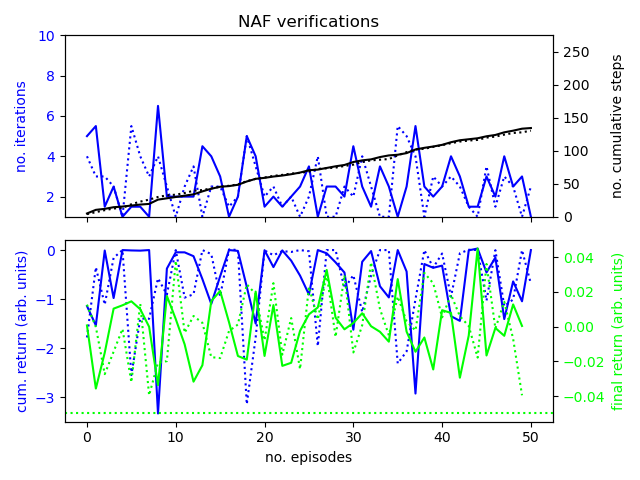 NAF verifications
10
8
6
4
2
no. iterations
250
200
150
100
50
0
no. cumulative steps
0
−1
−2
−3
cum. return (arb. units)
0.04
0.02
0.00
−0.02
−0.04
final return (arb. units)
0 10 20 30 40 50
no. episodes